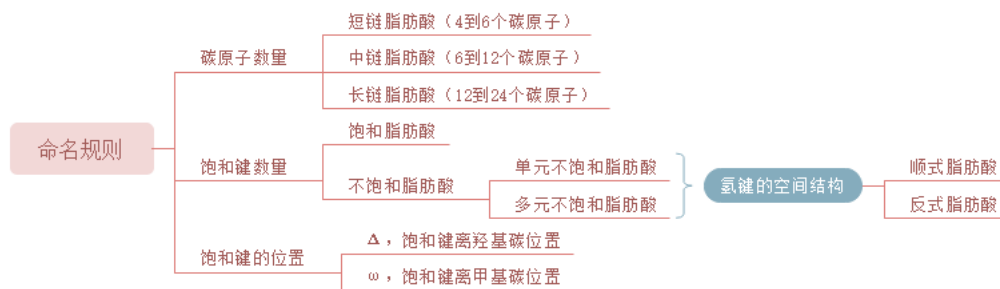 命名规则
碳原子数量
短链脂肪酸（4到6个碳原子）
中链脂肪酸（6到12个碳原子）
长链脂肪酸（12到24个碳原子）
饱和键数量
饱和脂肪酸
不饱和脂肪酸
单元不饱和脂肪酸
多元不饱和脂肪酸
氢键的空间结构
顺式脂肪酸
反式脂肪酸
饱和键的位置
Δ，饱和键离羟基碳位置
ω，饱和键离甲基碳位置